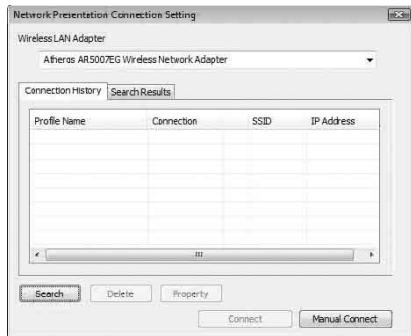 Network Presentation Connection Setting
Wireless LAN Adapter
Atheros AR5007EG Wireless Network Adapter
Connection History Search Results
Profile Name Connection SSID IP Address
Search Delete Property
Connect Manual Connect